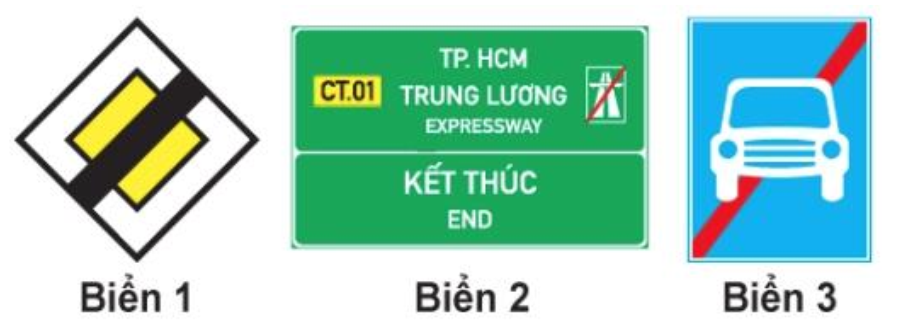 TP. HCM
CT.01 TRUNG LƯƠNG
EXPRESSWAY
KẾT THÚC
END
Biển 1
Biển 2
Biển 3